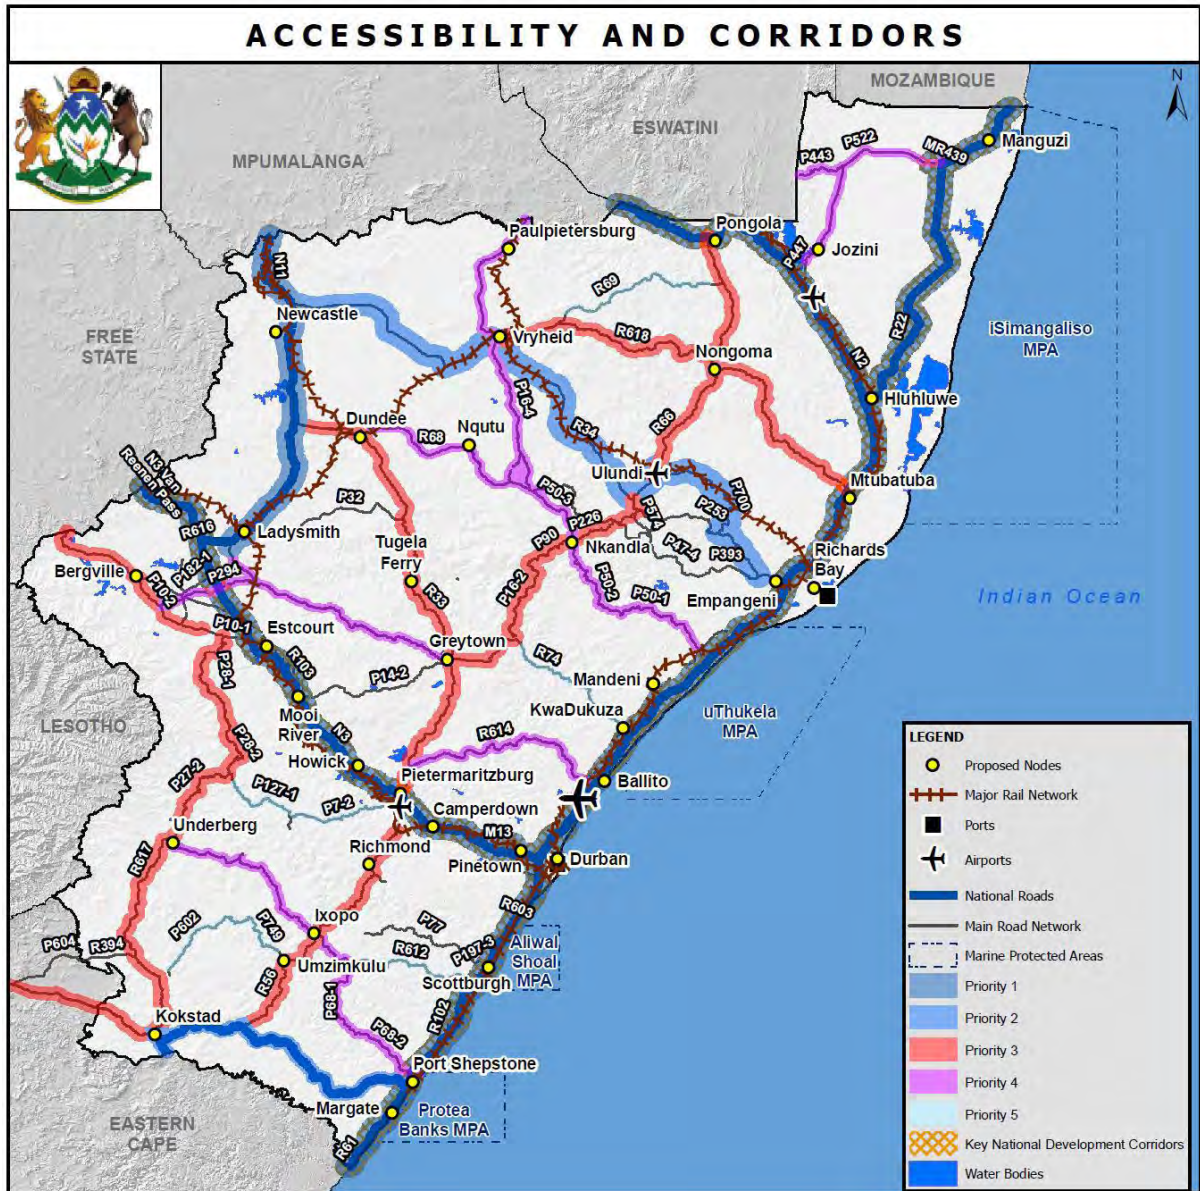 ACCESSIBILITY AND CORRIDORS
MOZAMBIQUE
N
ESWATINI
MPUMALANGA
Manguzi
P522
P443
MR439
Pongola
Paulpietersburg
P447
Jozini
N11
R69
Newcastle
FREE
STATE
R22
iSimangaliso
MPA
Vryheid
R618
Nongoma
N2
Hluhluwe
P16-4
Dundee
R68
Nqutu
R34
R66
Ulundi
N3 Van
Reenen Pass
P50-3
P700
Mtubatuba
P32
P574
P253
R616
Ladysmith
P226
P90
Nkandla
P47-4
P393
Richards
Bay
Tugela
Ferry
P182-1
P294
Bergville
P10-2
R33
P16-2
P50-2
P50-1
Empangeni
Indian Ocean
P10-1
Estcourt
Greytown
R74
R103
P28-1
P14-2
Mandeni
LESOTHO
Mooi
River
KwaDukuza
uThukela
MPA
N3
R614
P28-2
Howick
P27-2
P127-1
P7-2
Pietermaritzburg
Ballito
Camperdown
Underberg
M13
Richmond
Pinetown
Durban
R617
R603
Ixopo
P602
P749
P77
P604
R394
R612
P197-3
Aliwal
Shoal
MPA
Umzimkulu
R56
P68-1
Scottburgh
Kokstad
R102
P68-2
Port Shepstone
Margate
Protea
Banks MPA
EASTERN
CAPE
R61
LEGEND
Proposed Nodes
Major Rail Network
Ports
Airports
National Roads
Main Road Network
Marine Protected Areas
Priority 1
Priority 2
Priority 3
Priority 4
Priority 5
Key National Development Corridors
Water Bodies